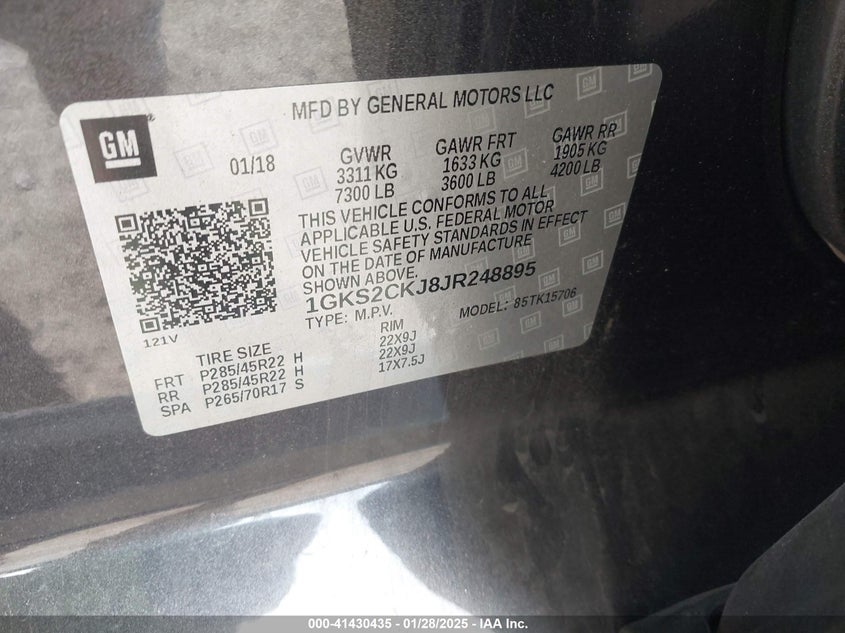 MFD BY GENERAL MOTORS LLC
GM
01/18
GVWR GAWR FRT GAWR RR
3311 KG 1633 KG 1905 KG
7300 LB 3600 LB 4200 LB
THIS VEHICLE CONFORMS TO ALL
APPLICABLE U.S. FEDERAL MOTOR
VEHICLE SAFETY STANDARDS IN EFFECT
ON THE DATE OF MANUFACTURE
SHOWN ABOVE.
1GKS2CKJ8JR248895
TYPE: M.P.V. MODEL: 85TK15706
121V
TIRE SIZE RIM
FRT P285/45R22 H 22X9J
RR P285/45R22 H 22X9J
SPA P265/70R17 S 17X7.5J
000-41430435 - 01/28/2025 - IAA Inc.